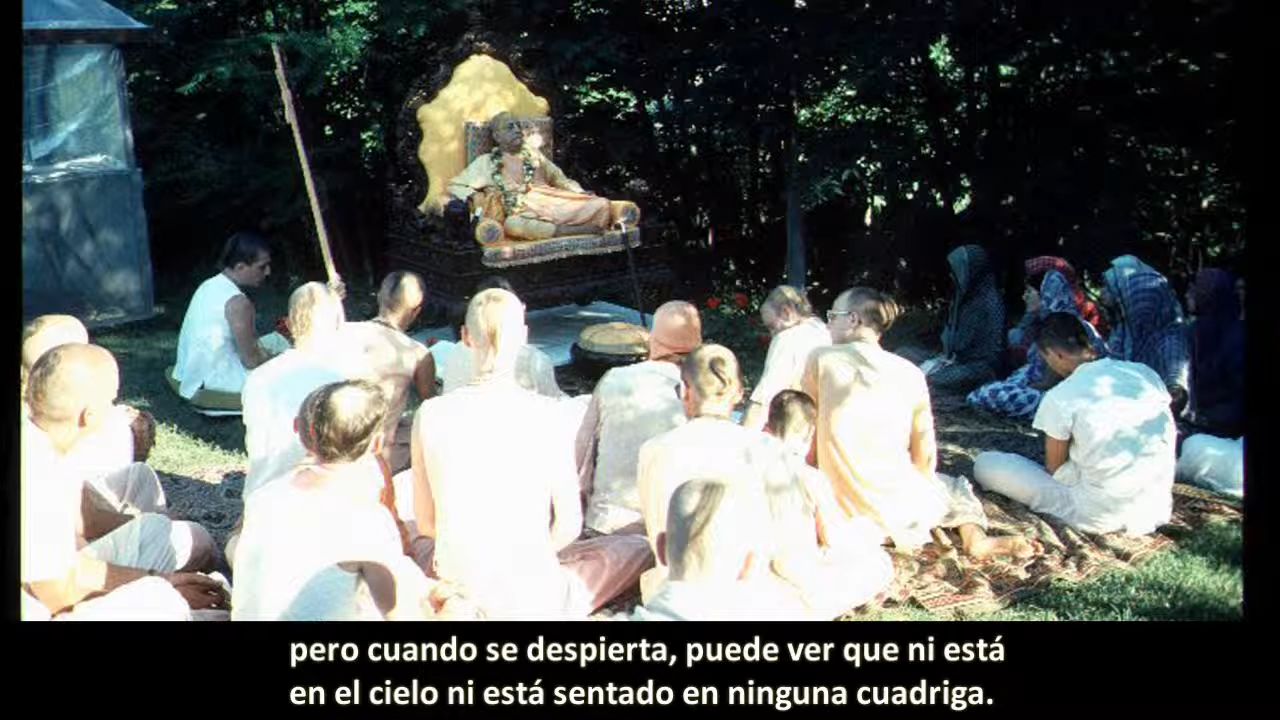 pero cuando se despierta, puede ver que ni está
en el cielo ni está sentado en ninguna cuadriga.